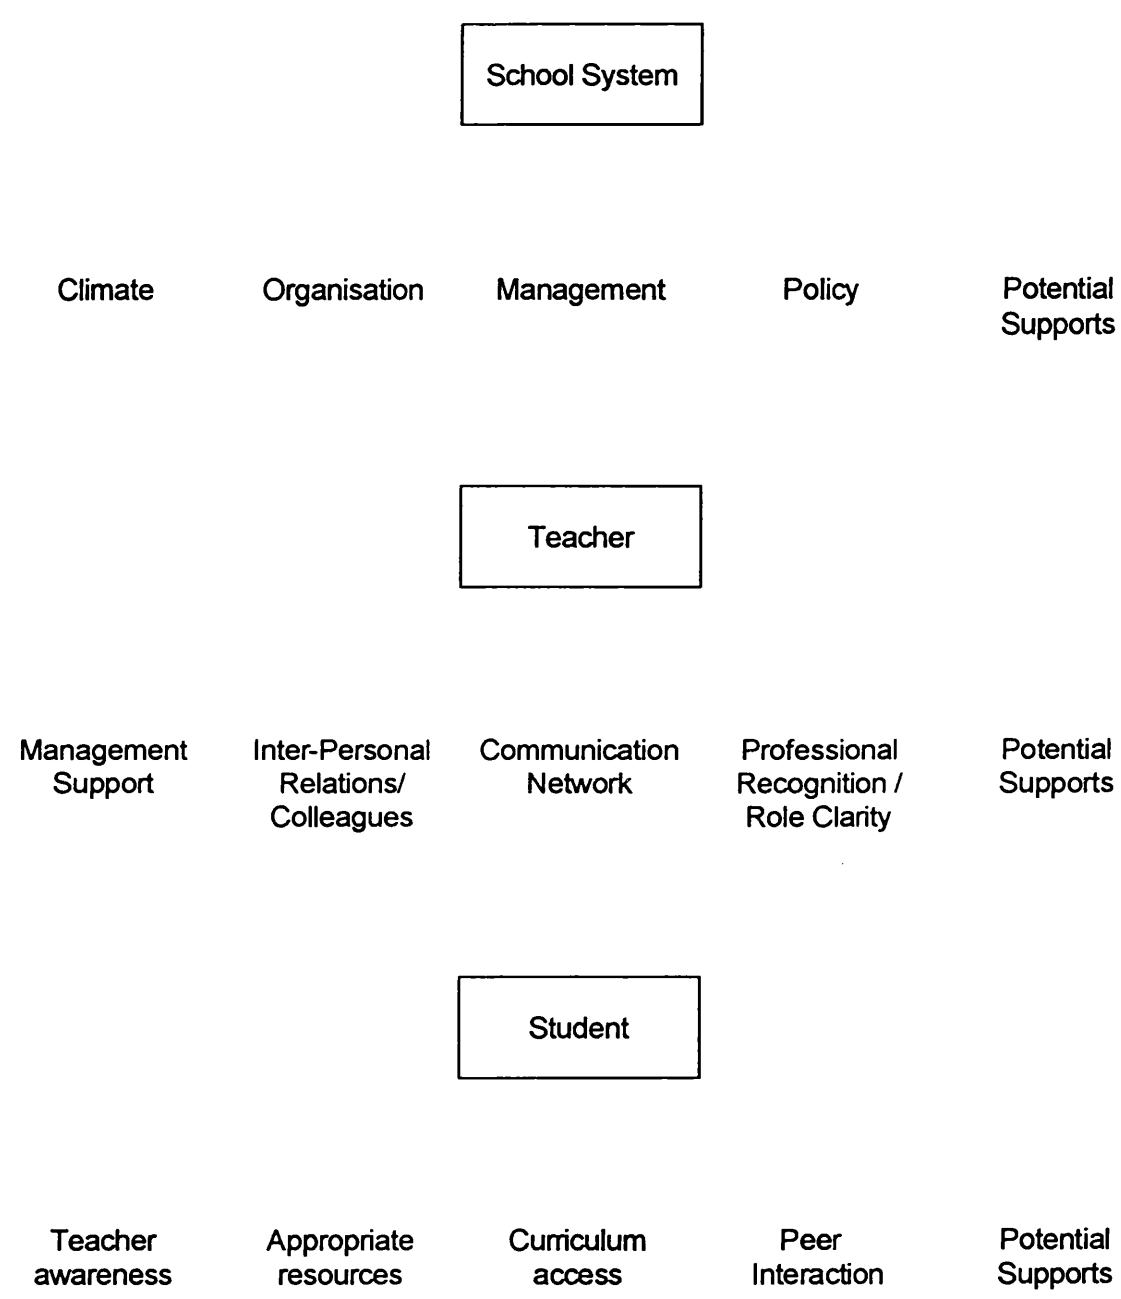 School System
Climate
Organisation
Management
Policy
Potential
Supports
Teacher
Management
Support
Inter-Personal
Relations/
Colleagues
Communication
Network
Professional
Recognition /
Role Clarity
Potential
Supports
Student
Teacher
awareness
Appropriate
resources
Curriculum
access
Peer
Interaction
Potential
Supports